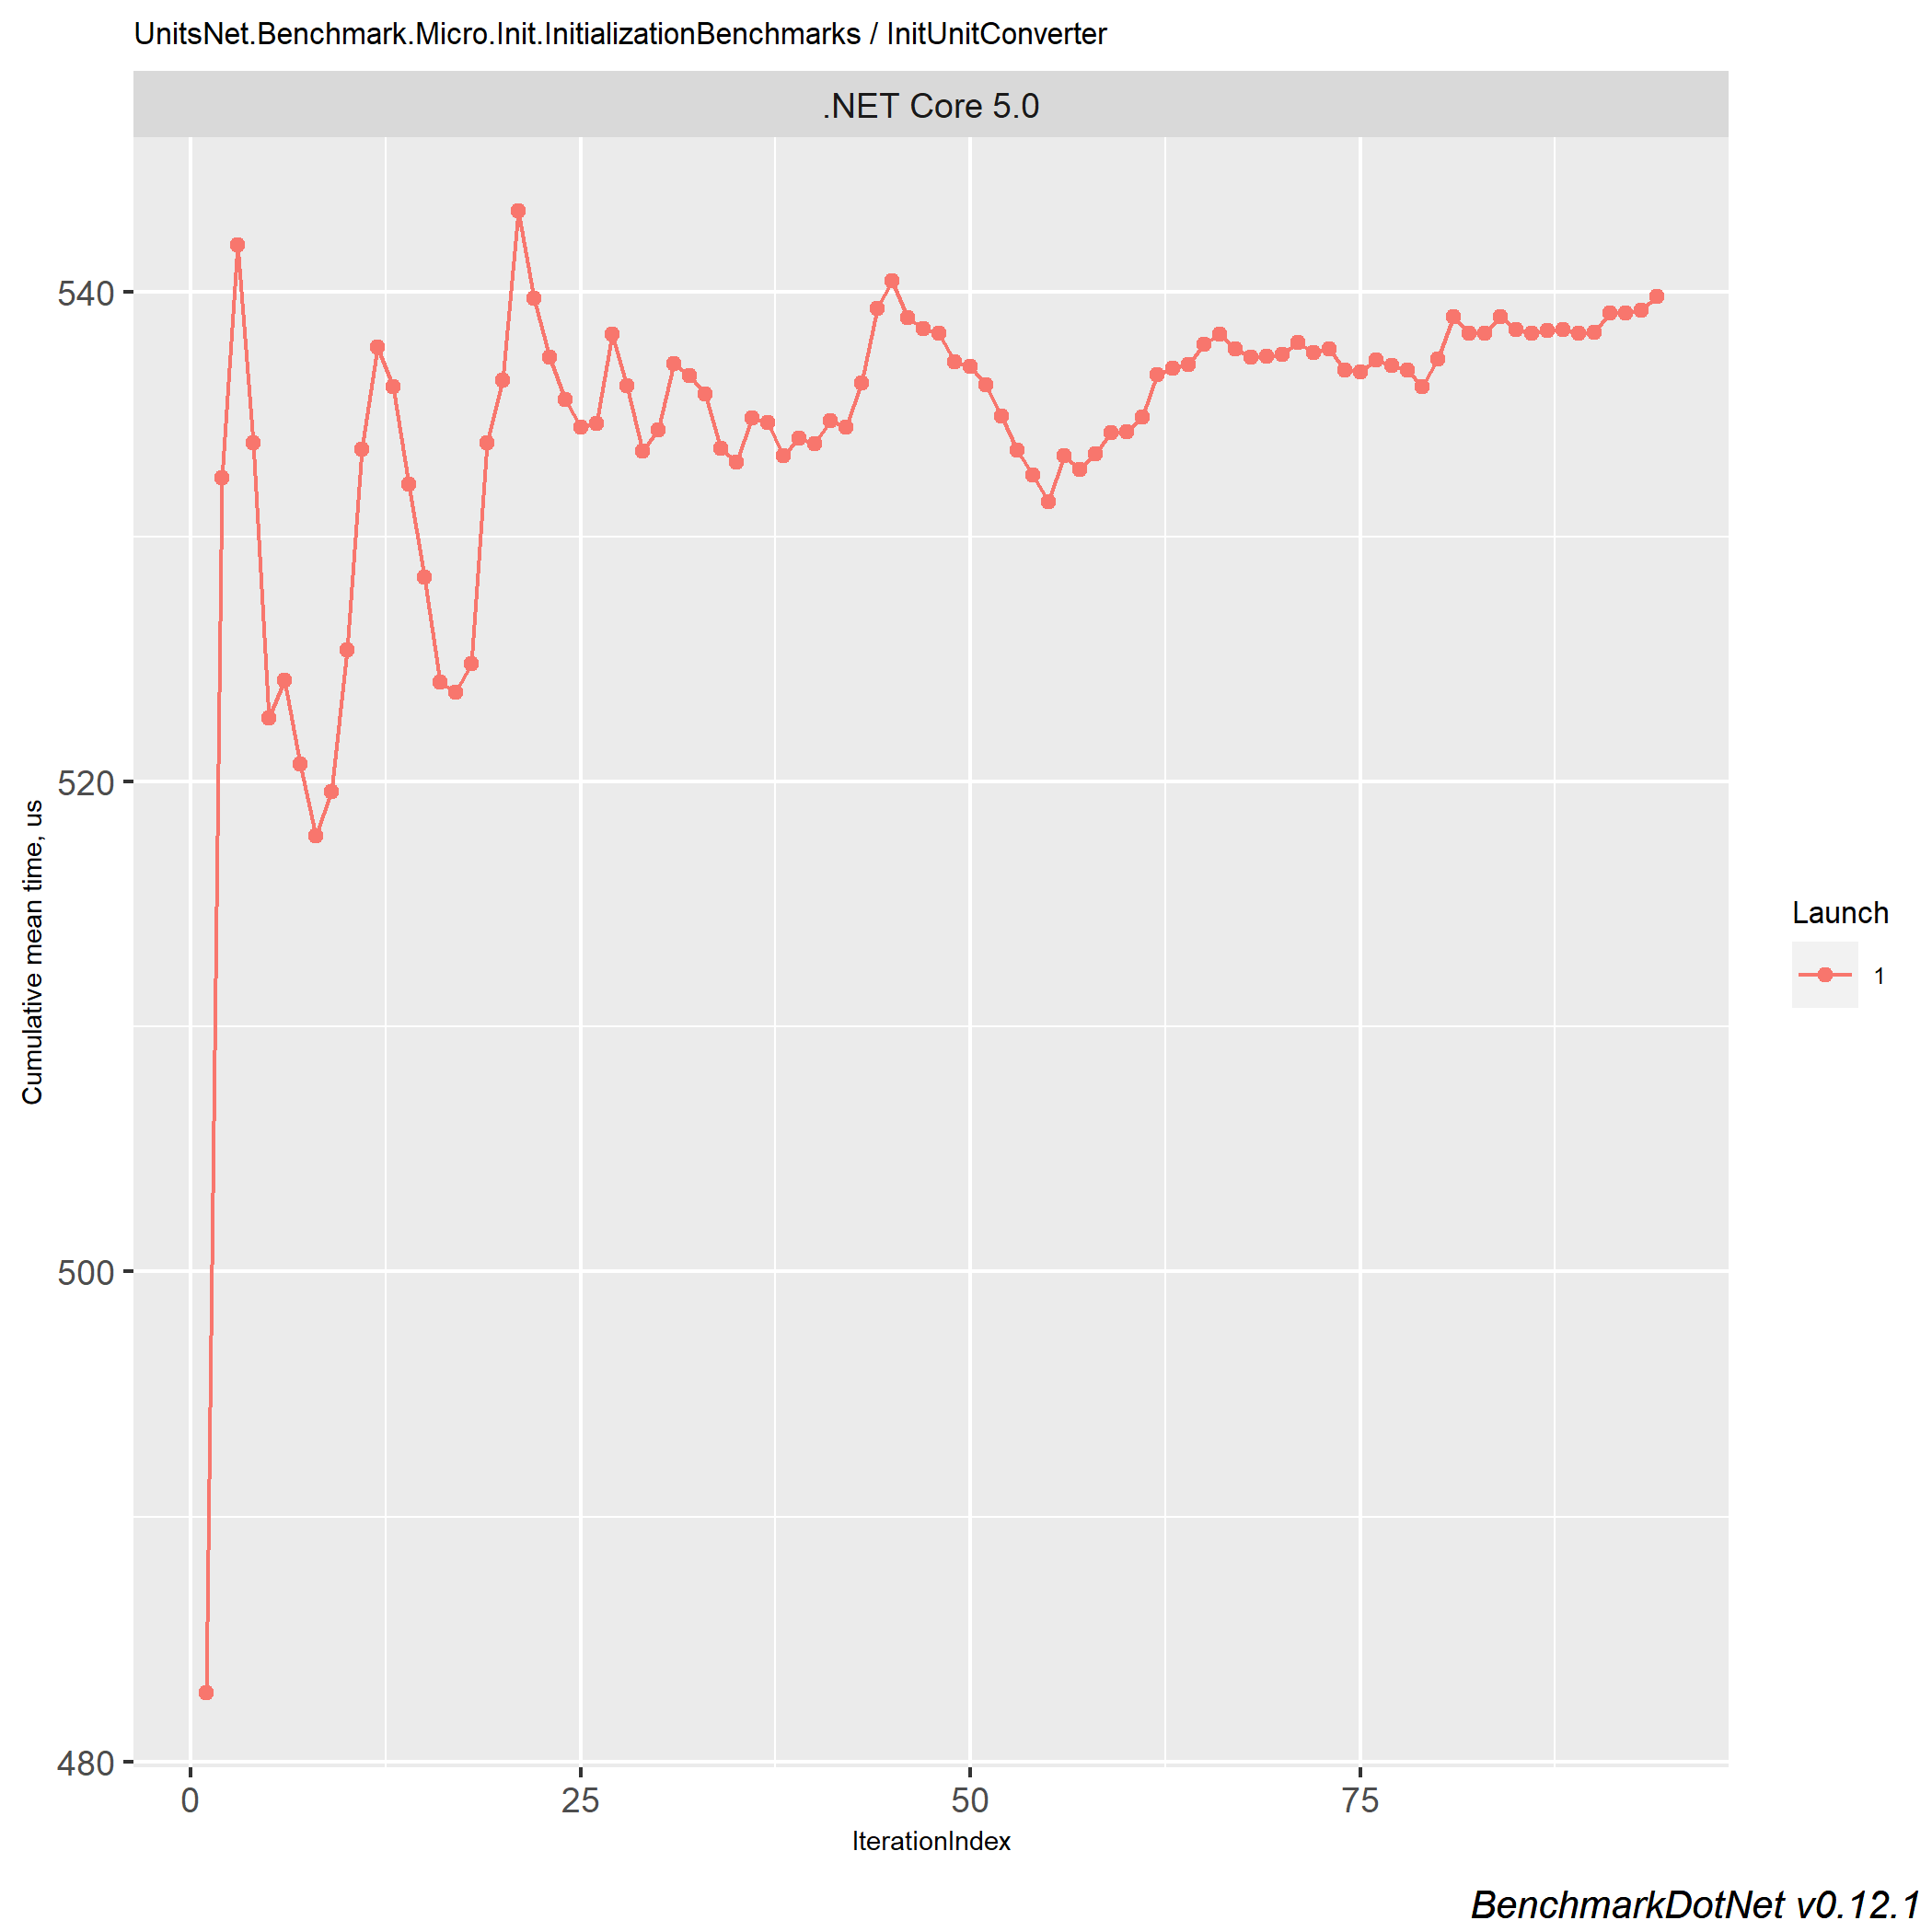 UnitsNet.Benchmark.Micro.Init.InitializationBenchmarks / InitUnitConverter
.NET Core 5.0
540
520
500
480
Cumulative mean time, us
0
25
50
75
IterationIndex
Launch
1
BenchmarkDotNet v0.12.1